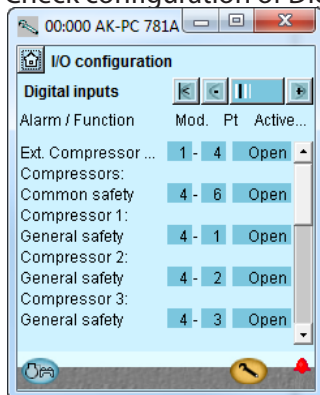 Check configuration of Di
00:000 AK-PC 781A
I/O configuration
Digital inputs
Alarm / Function Mod. Pt Active...
Ext. Compressor ... 1 - 4 Open
Compressors:
Common safety 4 - 6 Open
Compressor 1:
General safety 4 - 1 Open
Compressor 2:
General safety 4 - 2 Open
Compressor 3:
General safety 4 - 3 Open